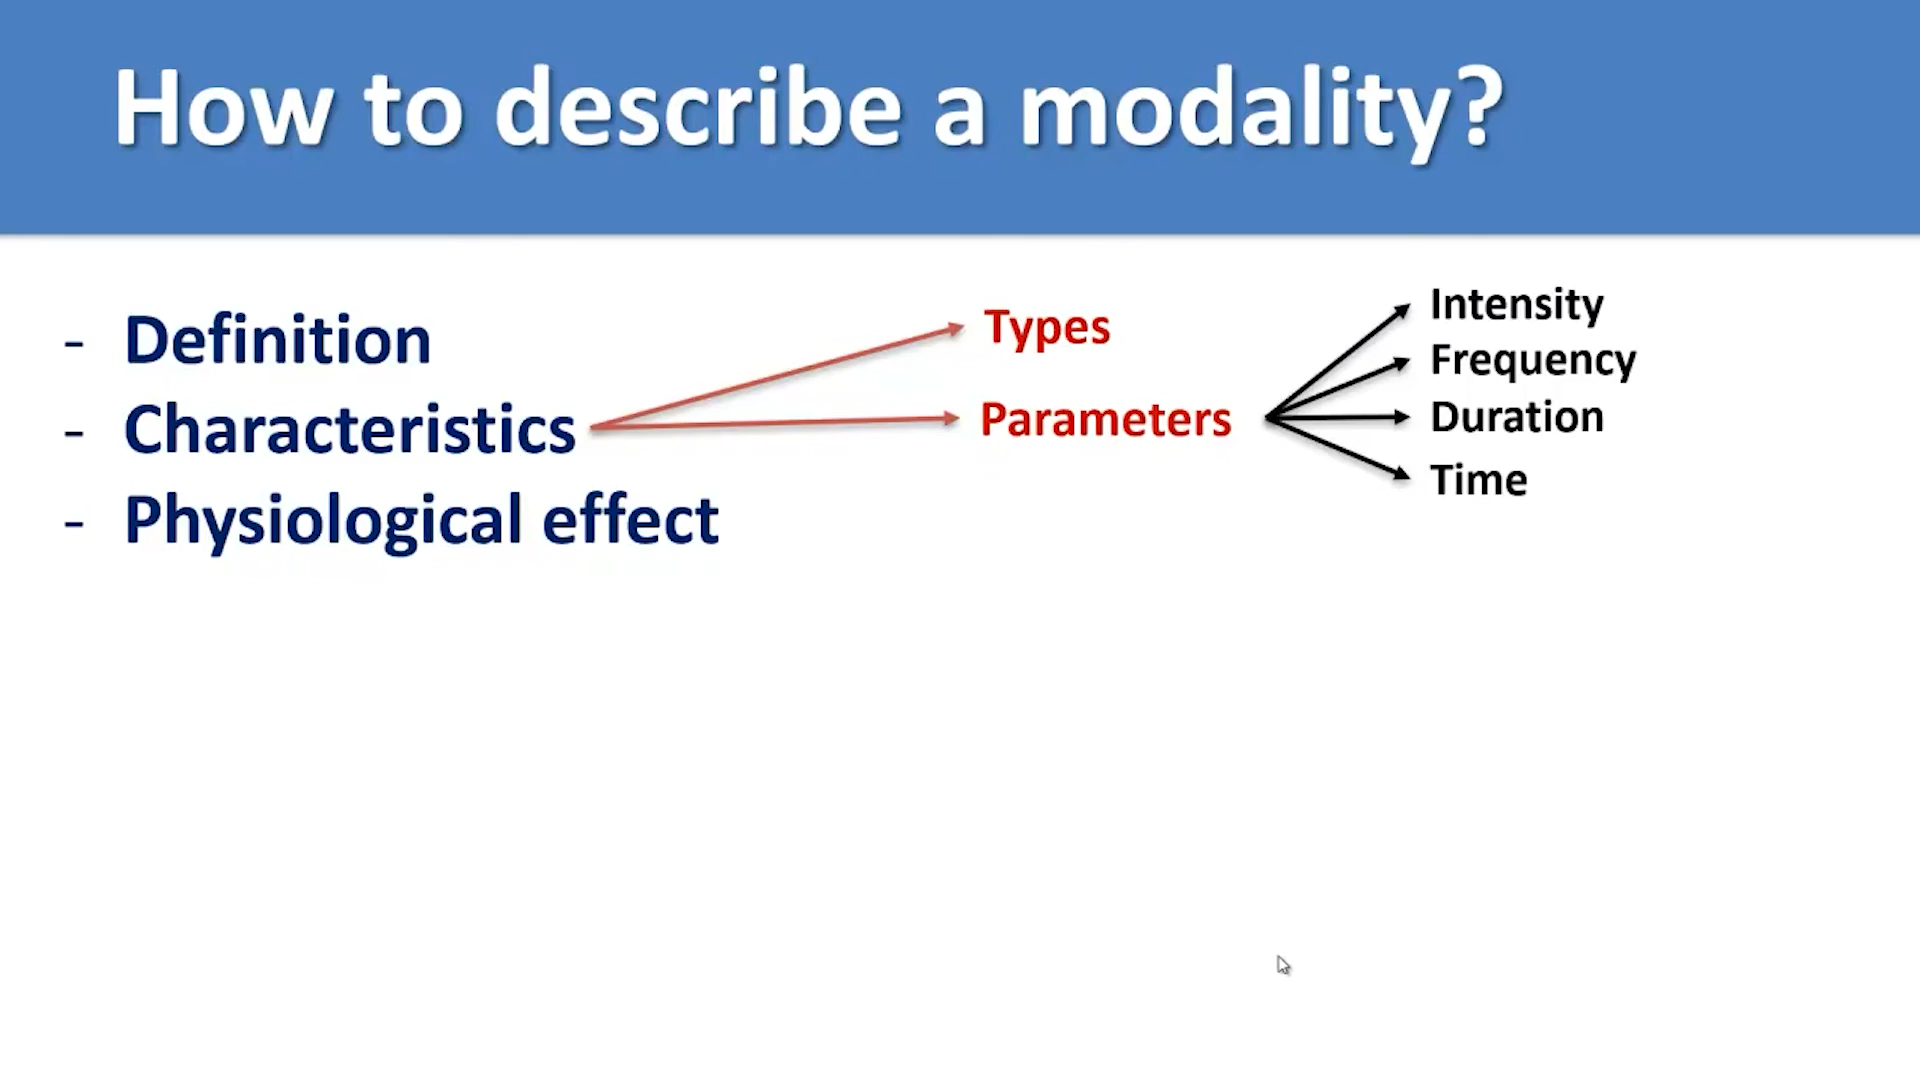 How to describe a modality?
- Definition
- Characteristics
- Physiological effect
Types
Parameters
Intensity
Frequency
Duration
Time